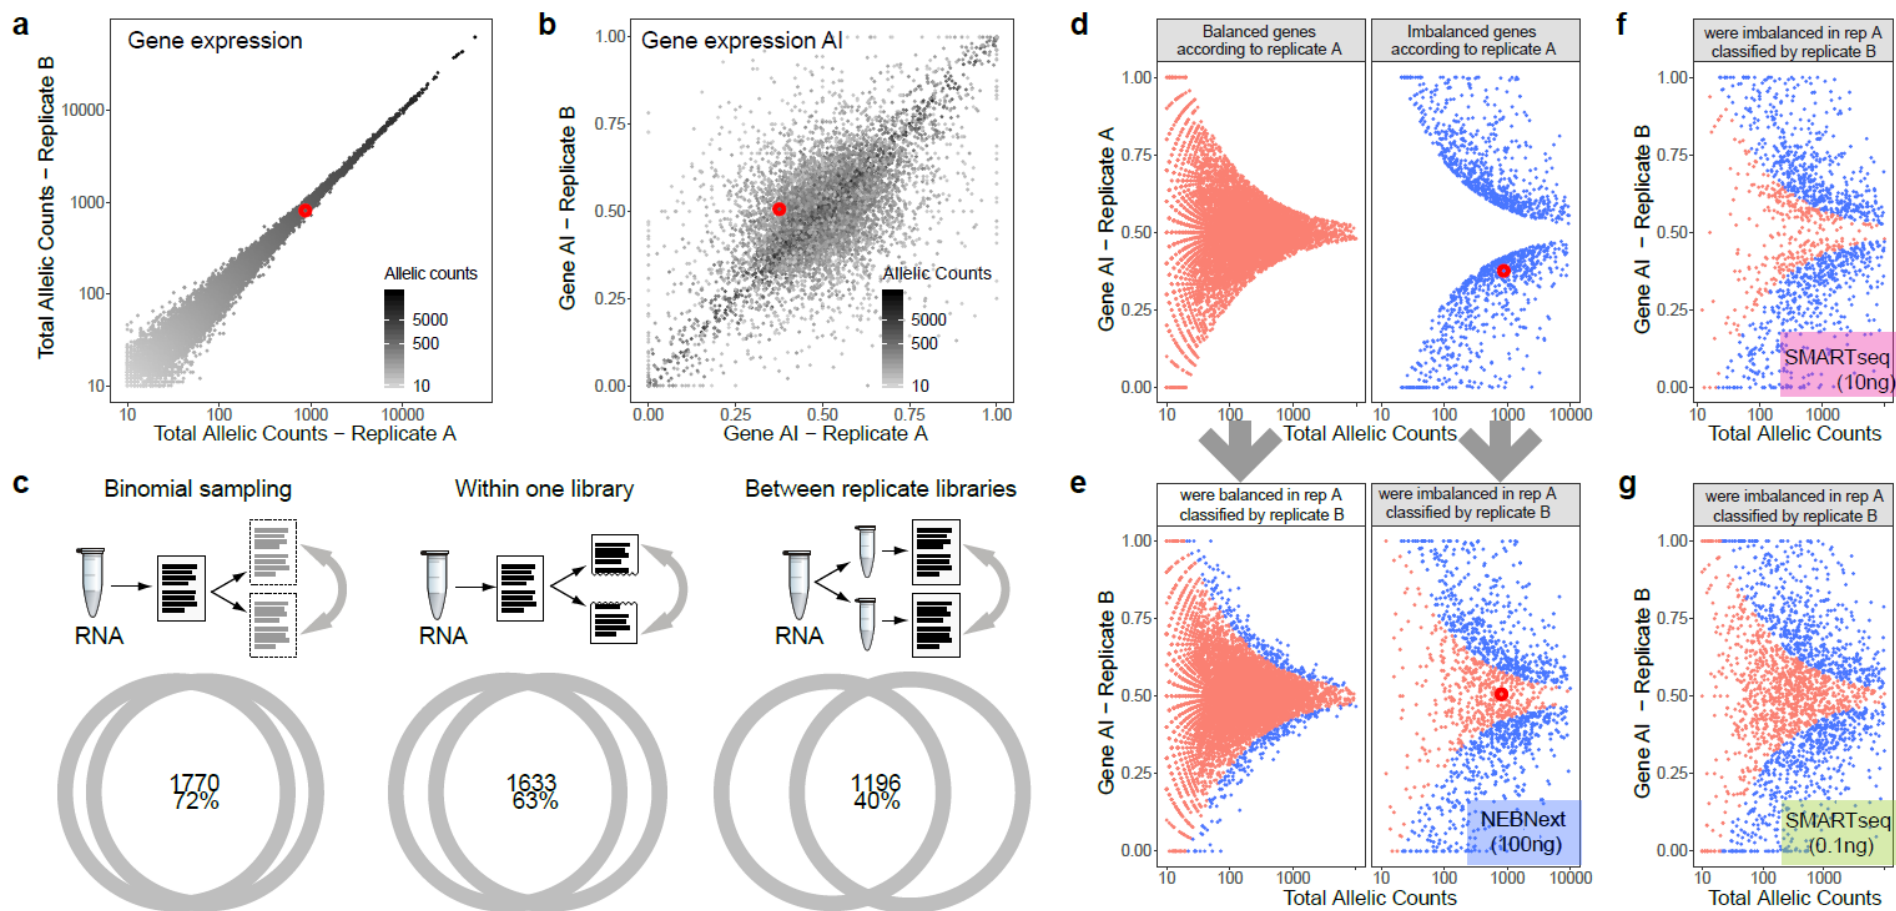 a
Gene expression
Total Allelic Counts − Replicate B
10000
1000
100
10
Allelic counts
5000
500
10
10
100
1000
10000
Total Allelic Counts − Replicate A
b
Gene expression AI
Gene AI − Replicate B
1.00
0.75
0.50
0.25
0.00
Allelic Counts
5000
500
10
0.00
0.25
0.50
0.75
1.00
Gene AI − Replicate A
c
Binomial sampling
RNA
1770
72%
Within one library
RNA
1633
63%
Between replicate libraries
RNA
1196
40%
d
Balanced genes
according to replicate A
Imbalanced genes
according to replicate A
Gene AI − Replicate A
1.00
0.75
0.50
0.25
0.00
10
100
1000
10
100
1000
10000
Total Allelic Counts
e
were balanced in rep A
classified by replicate B
were imbalanced in rep A
classified by replicate B
Gene AI − Replicate B
1.00
0.75
0.50
0.25
0.00
NEBNext
(100ng)
10
100
1000
10
100
1000
10000
Total Allelic Counts
f
were imbalanced in rep A
classified by replicate B
Gene AI − Replicate B
1.00
0.75
0.50
0.25
0.00
SMARTseq
(10ng)
10
100
1000
Total Allelic Counts
g
were imbalanced in rep A
classified by replicate B
Gene AI − Replicate B
1.00
0.75
0.50
0.25
0.00
SMARTseq
(0.1ng)
10
100
1000
Total Allelic Counts